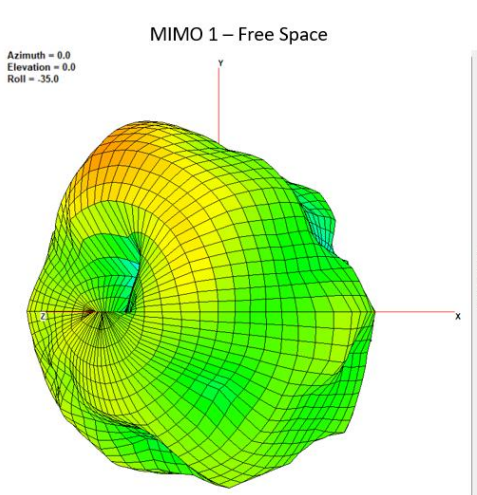 MIMO 1 – Free Space
Azimuth = 0.0
Elevation = 0.0
Roll = -35.0
Y
Z
X